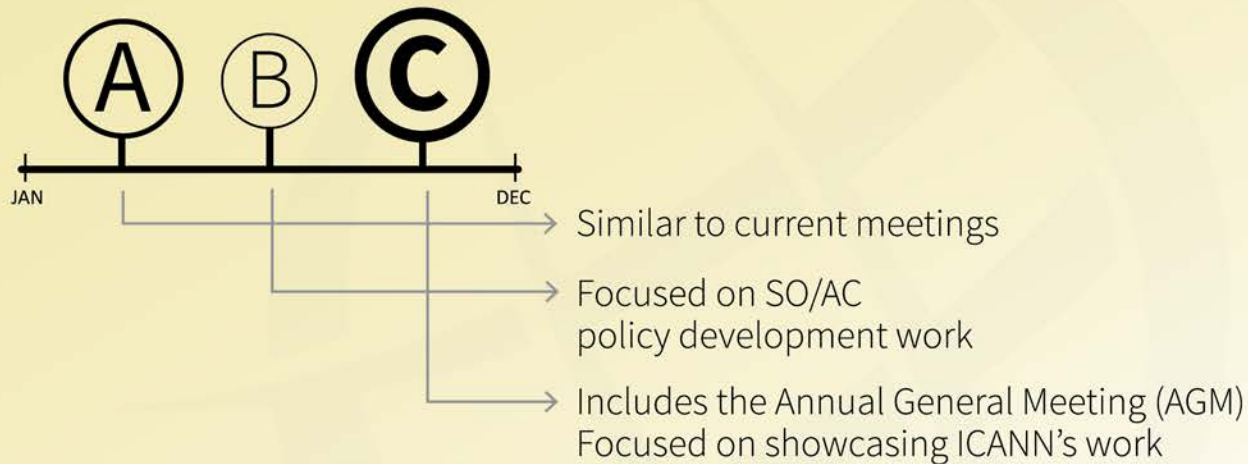 A B C
JAN DEC
Similar to current meetings
Focused on SO/AC
policy development work
Includes the Annual General Meeting (AGM)
Focused on showcasing ICANN’s work